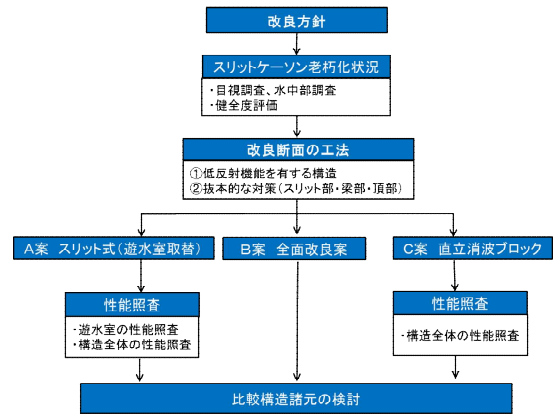 改良方針
スリットケーソン老朽化状況
・目視調査、水中部調査
・健全度評価
改良断面の工法
①低反射機能を有する構造
②抜本的な対策（スリット部・梁部・頂部）
A案 スリット式（遊水室取替）
B案 全面改良案
C案 直立消波ブロック
性能照査
・遊水室の性能照査
・構造全体の性能照査
性能照査
・構造全体の性能照査
比較構造諸元の検討